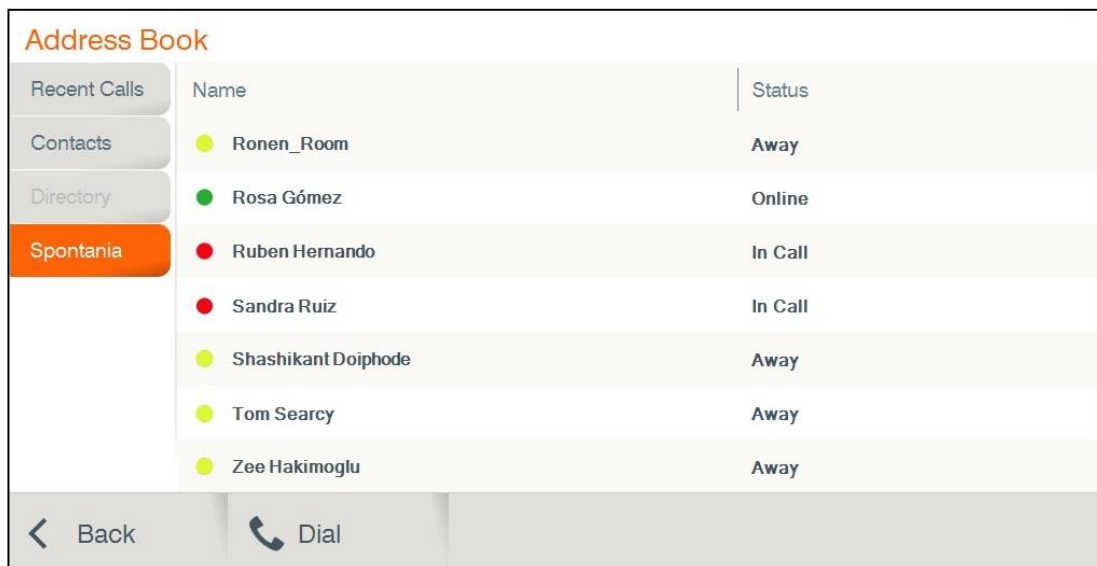 Address Book
Recent Calls
Contacts
Directory
Spontania
Name Status
Ronen_Room Away
Rosa Gómez Online
Ruben Hernando In Call
Sandra Ruiz In Call
Shashikant Doiphode Away
Tom Searcy Away
Zee Hakimoglu Away
Back Dial